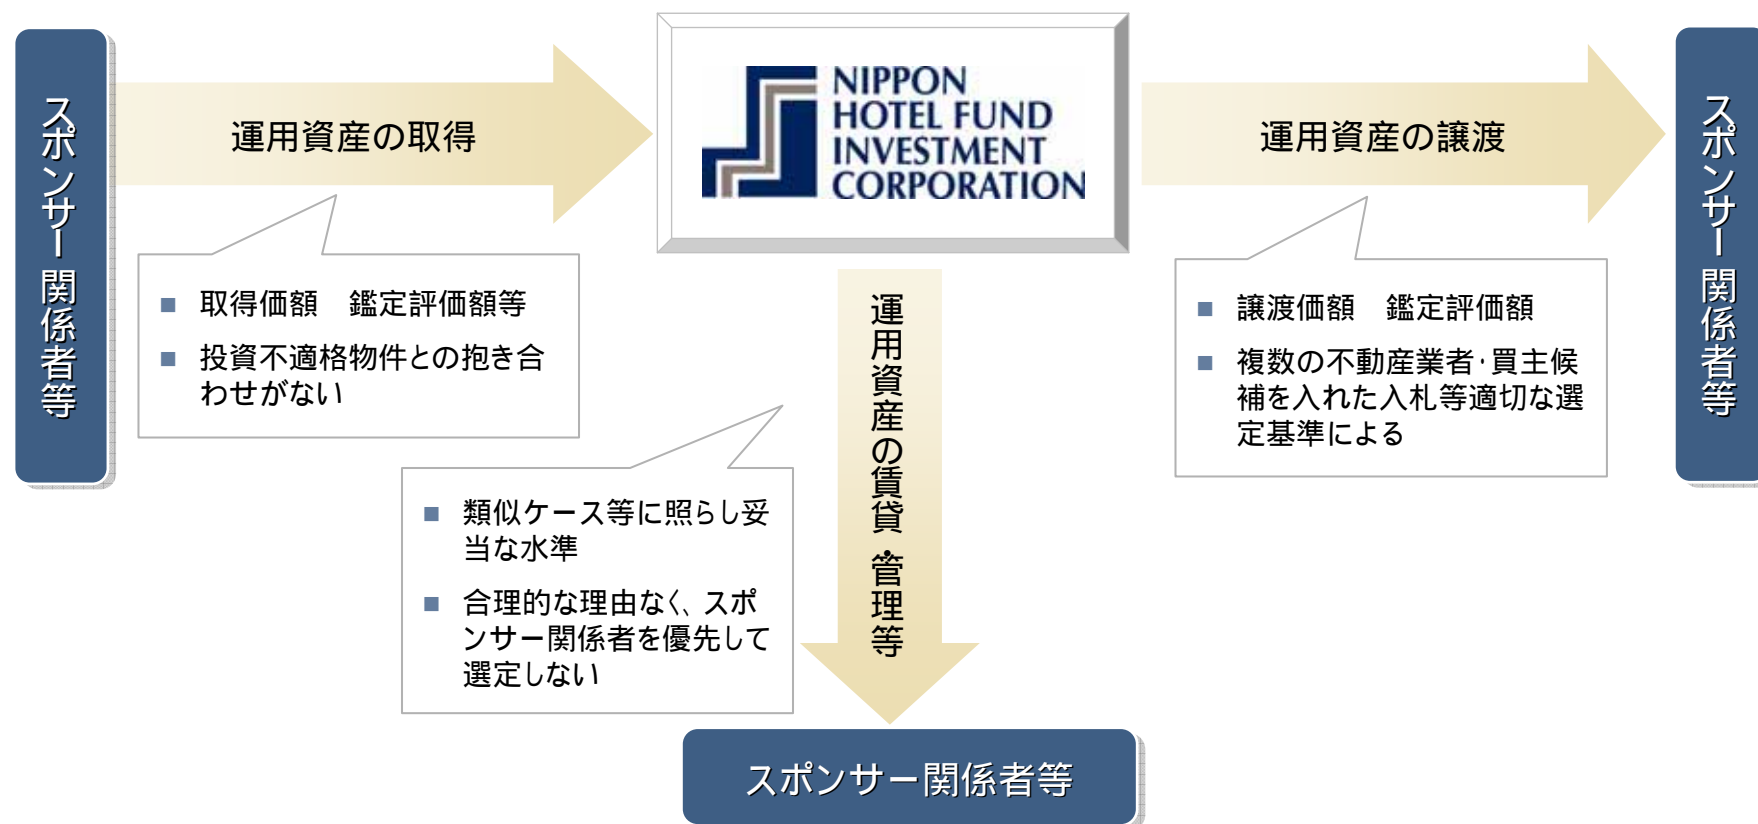 スポンサー関係者等
運用資産の取得
NIPPON
HOTEL FUND
INVESTMENT
CORPORATION
運用資産の譲渡
スポンサー関係者等
■ 取得価額　鑑定評価額等
■ 投資不適格物件との抱き合
わせがない
運用資産の賃貸・管理等
■ 譲渡価額　鑑定評価額
■ 複数の不動産業者・買主候
補を入れた入札等適切な選
定基準による
■ 類似ケース等に照らし妥
当な水準
■ 合理的な理由なく、スポ
ンサー関係者を優先して
選定しない
スポンサー関係者等